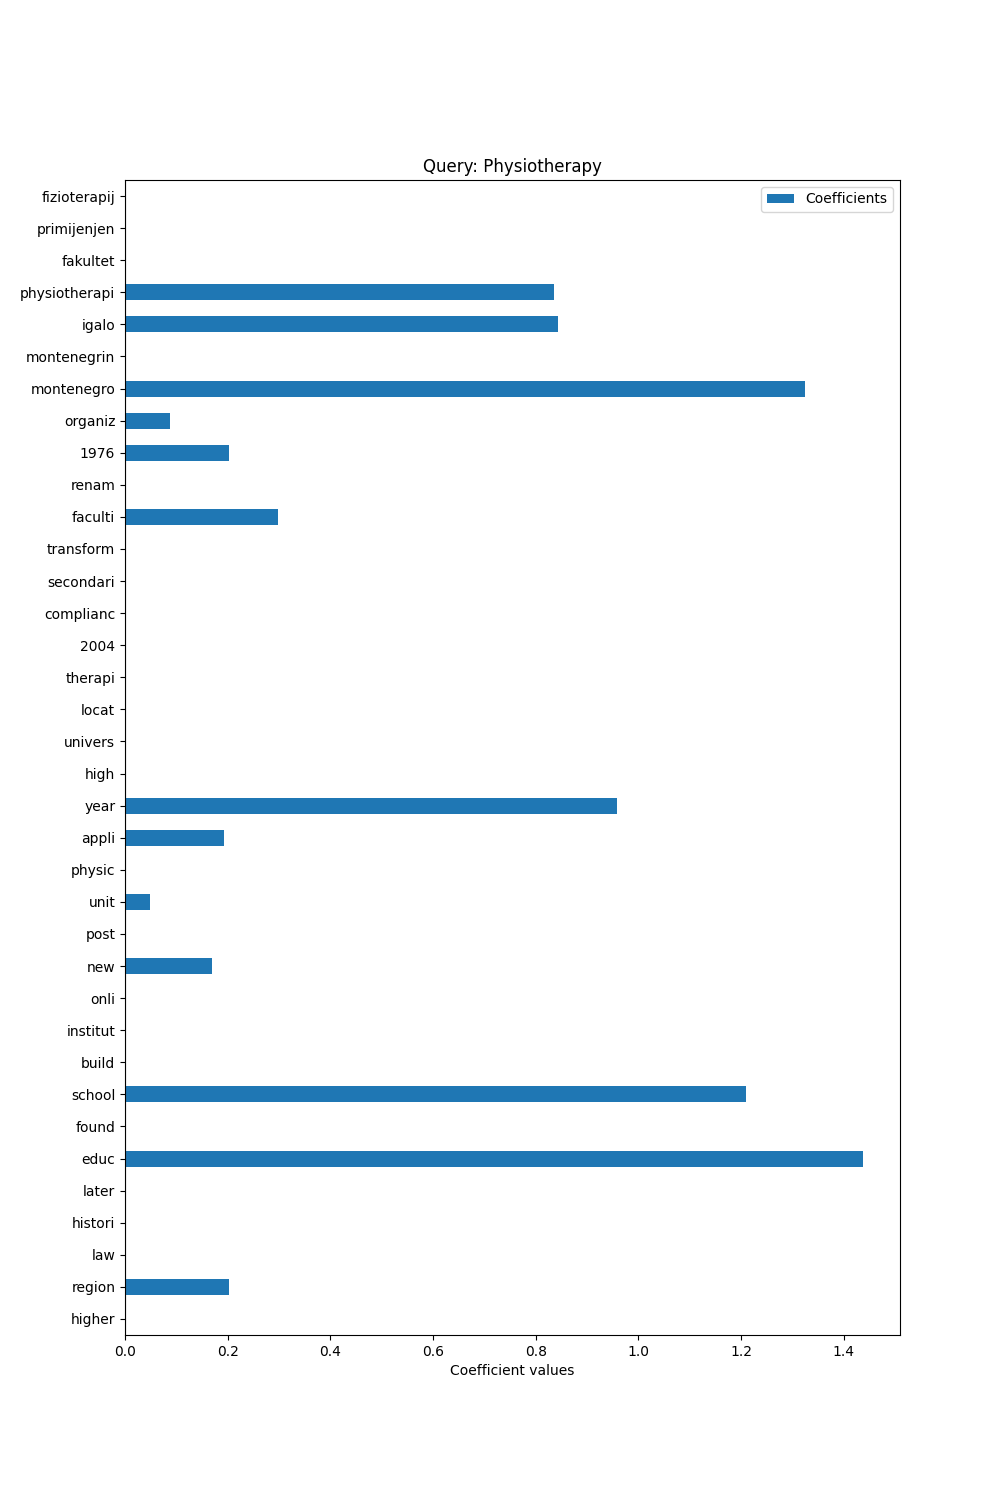 Query: Physiotherapy
Coefficients
fizioterapij
primijenjen
fakultet
physiotherapi
igalo
montenegrin
montenegro
organiz
1976
renam
faculti
transform
secondari
complianc
2004
therapi
locat
univers
high
year
appli
physic
unit
post
new
onli
institut
build
school
found
educ
later
histori
law
region
higher
0.0 0.2 0.4 0.6 0.8 1.0 1.2 1.4
Coefficient values